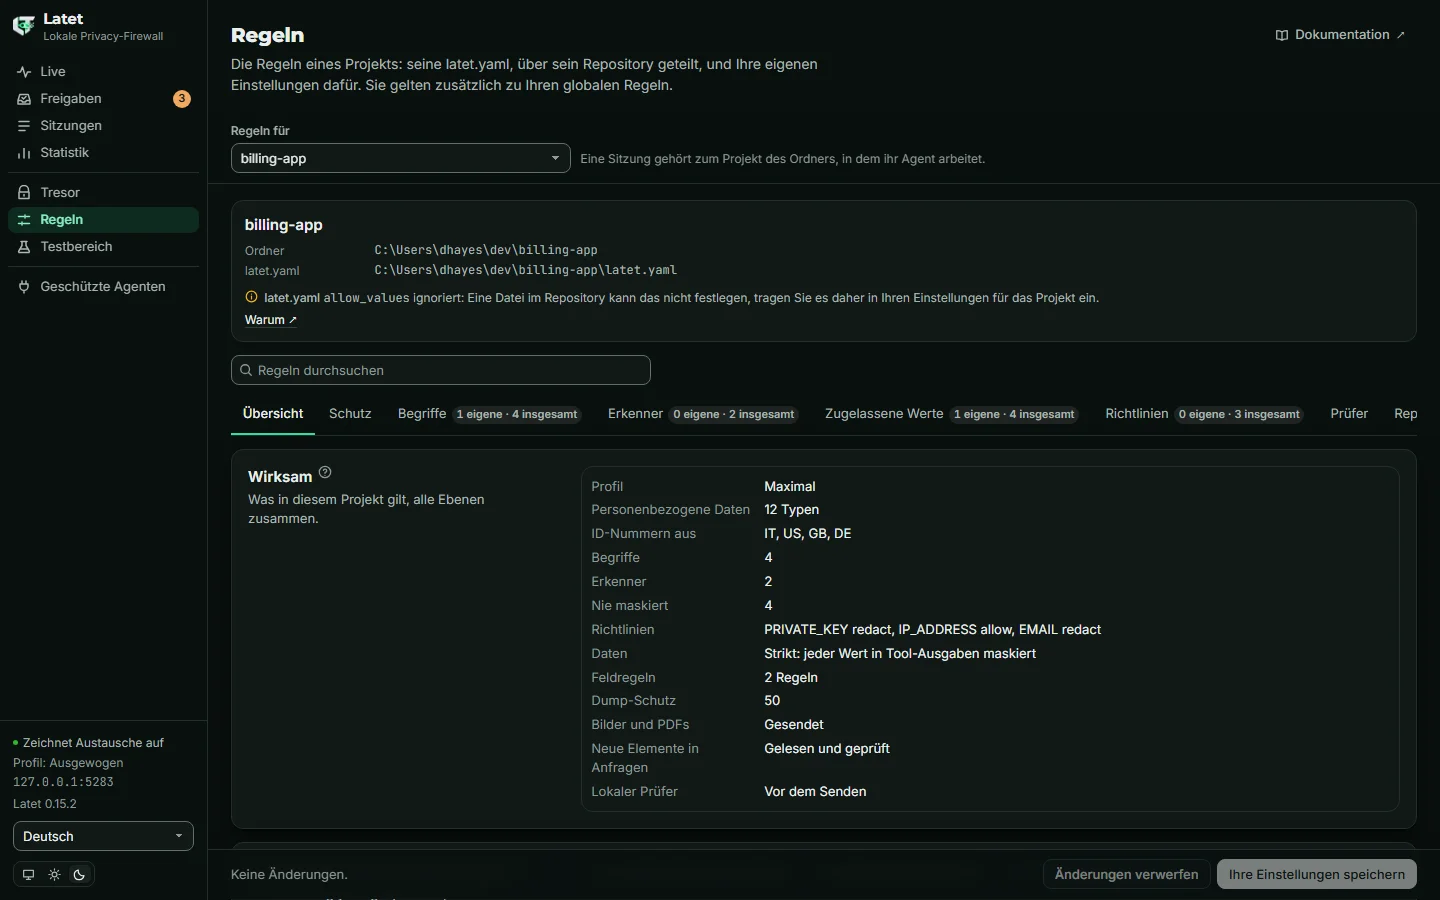 Latet
Lokale Privacy-Firewall
Live
Freigaben 3
Sitzungen
Statistik
Tresor
Regeln
Testbereich
Geschützte Agenten
Zeichnet Austausche auf
Profil: Ausgewogen
127.0.0.1:5283
Latet 0.15.2
Deutsch
Regeln
Dokumentation ↗
Die Regeln eines Projekts: seine latet.yaml, über sein Repository geteilt, und Ihre eigenen
Einstellungen dafür. Sie gelten zusätzlich zu Ihren globalen Regeln.
Regeln für
billing-app
Eine Sitzung gehört zum Projekt des Ordners, in dem ihr Agent arbeitet.
billing-app
Ordner C:\Users\dhayes\dev\billing-app
latet.yaml C:\Users\dhayes\dev\billing-app\latet.yaml
latet.yaml allow_values ignoriert: Eine Datei im Repository kann das nicht festlegen, tragen Sie es daher in Ihren Einstellungen für das Projekt ein.
Warum ↗
Regeln durchsuchen
Übersicht Schutz Begriffe 1 eigene · 4 insgesamt Erkenner 0 eigene · 2 insgesamt Zugelassene Werte 1 eigene · 4 insgesamt Richtlinien 0 eigene · 3 insgesamt Prüfer Rep
Wirksam
Was in diesem Projekt gilt, alle Ebenen
zusammen.
Profil Maximal
Personenbezogene Daten 12 Typen
ID-Nummern aus IT, US, GB, DE
Begriffe 4
Erkenner 2
Nie maskiert 4
Richtlinien PRIVATE_KEY redact, IP_ADDRESS allow, EMAIL redact
Daten Strikt: jeder Wert in Tool-Ausgaben maskiert
Feldregeln 2 Regeln
Dump-Schutz 50
Bilder und PDFs Gesendet
Neue Elemente in Gelesen und geprüft
Anfragen
Lokaler Prüfer Vor dem Senden
Keine Änderungen.
Änderungen verwerfen
Ihre Einstellungen speichern